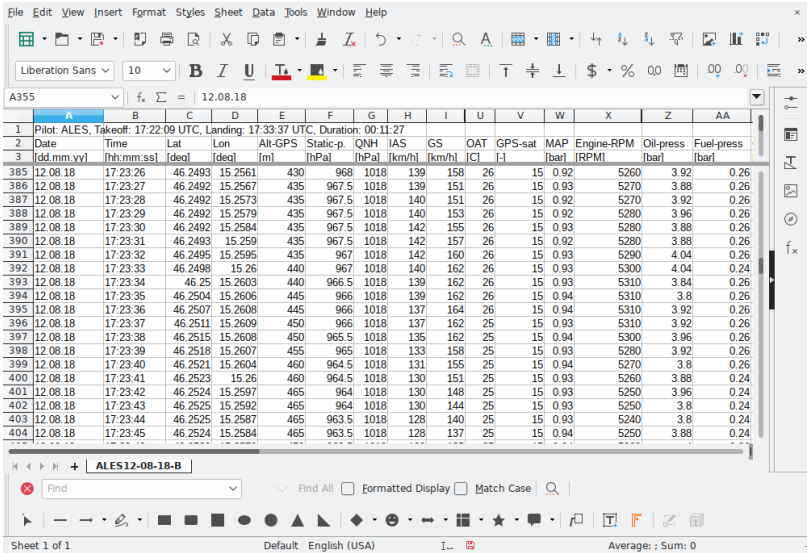 File Edit View Insert Format Styles Sheet Data Tools Window Help
Liberation Sans 10 B I U
A355 12.08.18
A B C D E F G H I U V W X Z AA
1 Pilot: ALES, Takeoff: 17:22:09 UTC, Landing: 17:33:37 UTC, Duration: 00:11:27
2 Date Time Lat Lon Alt-GPS Static-p. QNH IAS GS OAT GPS-sat MAP Engine-RPM Oil-press Fuel-press
3 [dd.mm.yy] [hh:mm:ss] [deg] [deg] [m] [hPa] [hPa] [km/h] [km/h] [C] [-] [bar] [RPM] [bar] [bar]
385 12.08.18 17:23:26 46.2493 15.2561 430 968 1018 139 158 26 15 0.92 5260 3.92 0.26
386 12.08.18 17:23:27 46.2492 15.2567 435 967.5 1018 139 151 26 15 0.93 5270 3.88 0.26
387 12.08.18 17:23:28 46.2492 15.2573 435 967.5 1018 140 151 26 15 0.92 5270 3.92 0.26
388 12.08.18 17:23:29 46.2492 15.2579 435 967.5 1018 140 153 26 15 0.92 5280 3.96 0.26
389 12.08.18 17:23:30 46.2492 15.2584 435 967.5 1018 142 155 26 15 0.93 5280 3.88 0.26
390 12.08.18 17:23:31 46.2493 15.259 435 967.5 1018 142 157 26 15 0.92 5280 3.88 0.26
391 12.08.18 17:23:32 46.2495 15.2595 435 967 1018 142 160 26 15 0.93 5290 4.04 0.26
392 12.08.18 17:23:33 46.2498 15.26 440 967 1018 140 162 26 15 0.93 5300 4.04 0.24
393 12.08.18 17:23:34 46.25 15.2603 440 966.5 1018 139 162 26 15 0.93 5310 3.84 0.26
394 12.08.18 17:23:35 46.2504 15.2606 445 966 1018 139 162 26 15 0.94 5310 3.8 0.26
395 12.08.18 17:23:36 46.2507 15.2608 445 966 1018 137 164 26 15 0.94 5310 3.92 0.26
396 12.08.18 17:23:37 46.2511 15.2609 450 966 1018 137 162 25 15 0.93 5310 3.92 0.26
397 12.08.18 17:23:38 46.2515 15.2608 450 965.5 1018 135 162 25 15 0.94 5300 3.96 0.26
398 12.08.18 17:23:39 46.2518 15.2607 455 965 1018 133 158 25 15 0.93 5280 3.92 0.26
399 12.08.18 17:23:40 46.2521 15.2604 460 964.5 1018 131 155 25 15 0.94 5270 3.8 0.26
400 12.08.18 17:23:41 46.2523 15.26 460 964.5 1018 130 151 25 15 0.93 5260 3.88 0.24
401 12.08.18 17:23:42 46.2524 15.2597 465 964 1018 130 148 25 15 0.94 5250 3.96 0.24
402 12.08.18 17:23:43 46.2525 15.2592 465 964 1018 130 144 25 15 0.93 5250 3.8 0.24
403 12.08.18 17:23:44 46.2525 15.2587 465 963.5 1018 128 140 25 15 0.93 5240 3.8 0.24
404 12.08.18 17:23:45 46.2524 15.2584 465 963.5 1018 128 137 25 15 0.94 5250 3.88 0.24
ALES12-08-18-B
Find Find All Formatted Display Match Case
Sheet 1 of 1 Default English (USA) Average: ; Sum: 0